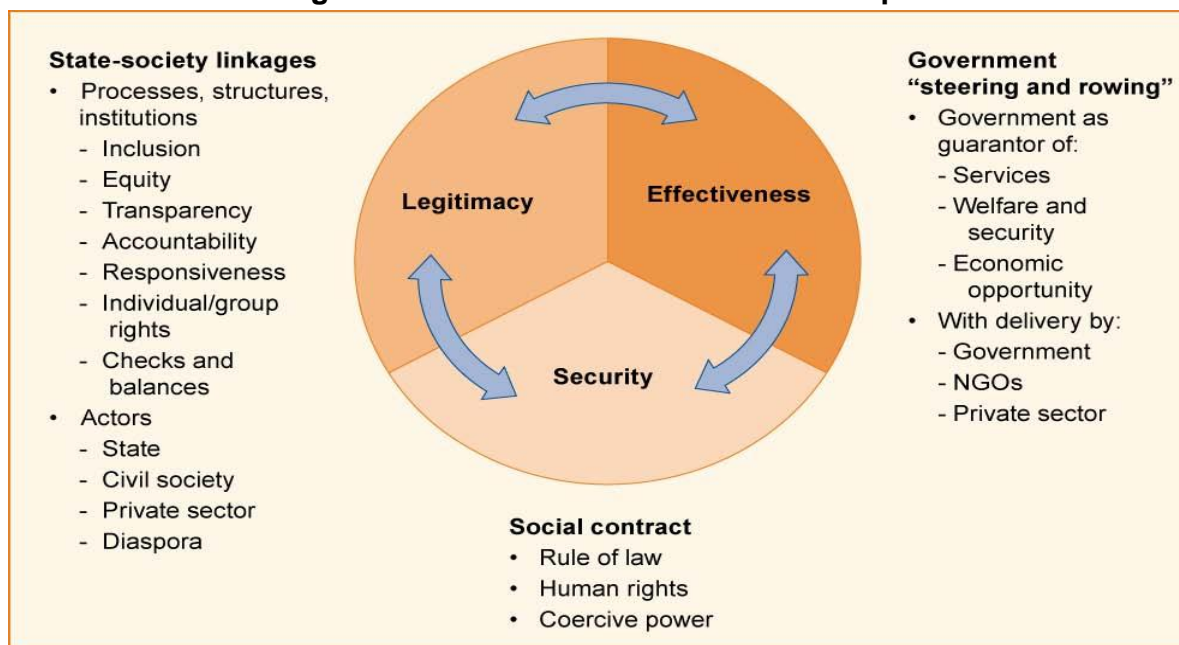 State-society linkages
• Processes, structures,
institutions
- Inclusion
- Equity
- Transparency
- Accountability
- Responsiveness
- Individual/group
rights
- Checks and
balances
• Actors
- State
- Civil society
- Private sector
- Diaspora
Legitimacy
Effectiveness
Security
Government
“steering and rowing”
• Government as
guarantor of:
- Services
- Welfare and
security
- Economic
opportunity
• With delivery by:
- Government
- NGOs
- Private sector
Social contract
• Rule of law
• Human rights
• Coercive power